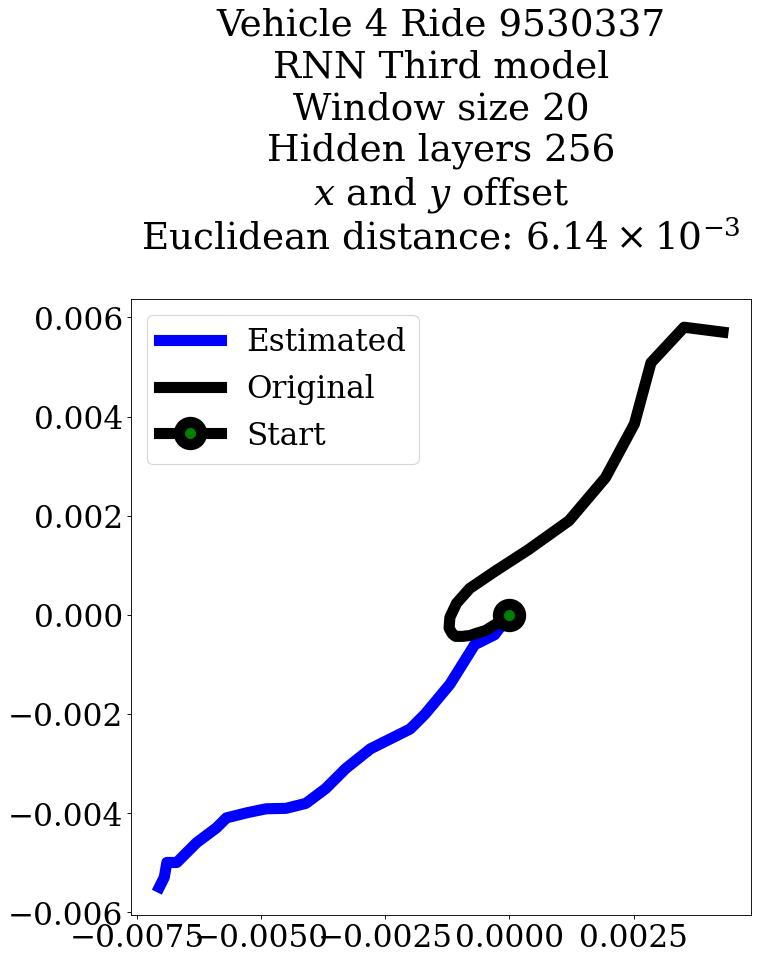 Vehicle 4 Ride 9530337
RNN Third model
Window size 20
Hidden layers 256
x and y offset
Euclidean distance: 6.14 × 10⁻³
Estimated
Original
Start
0.006
0.004
0.002
0.000
−0.002
−0.004
−0.006
−0.0075 −0.0050 −0.0025 0.0000 0.0025